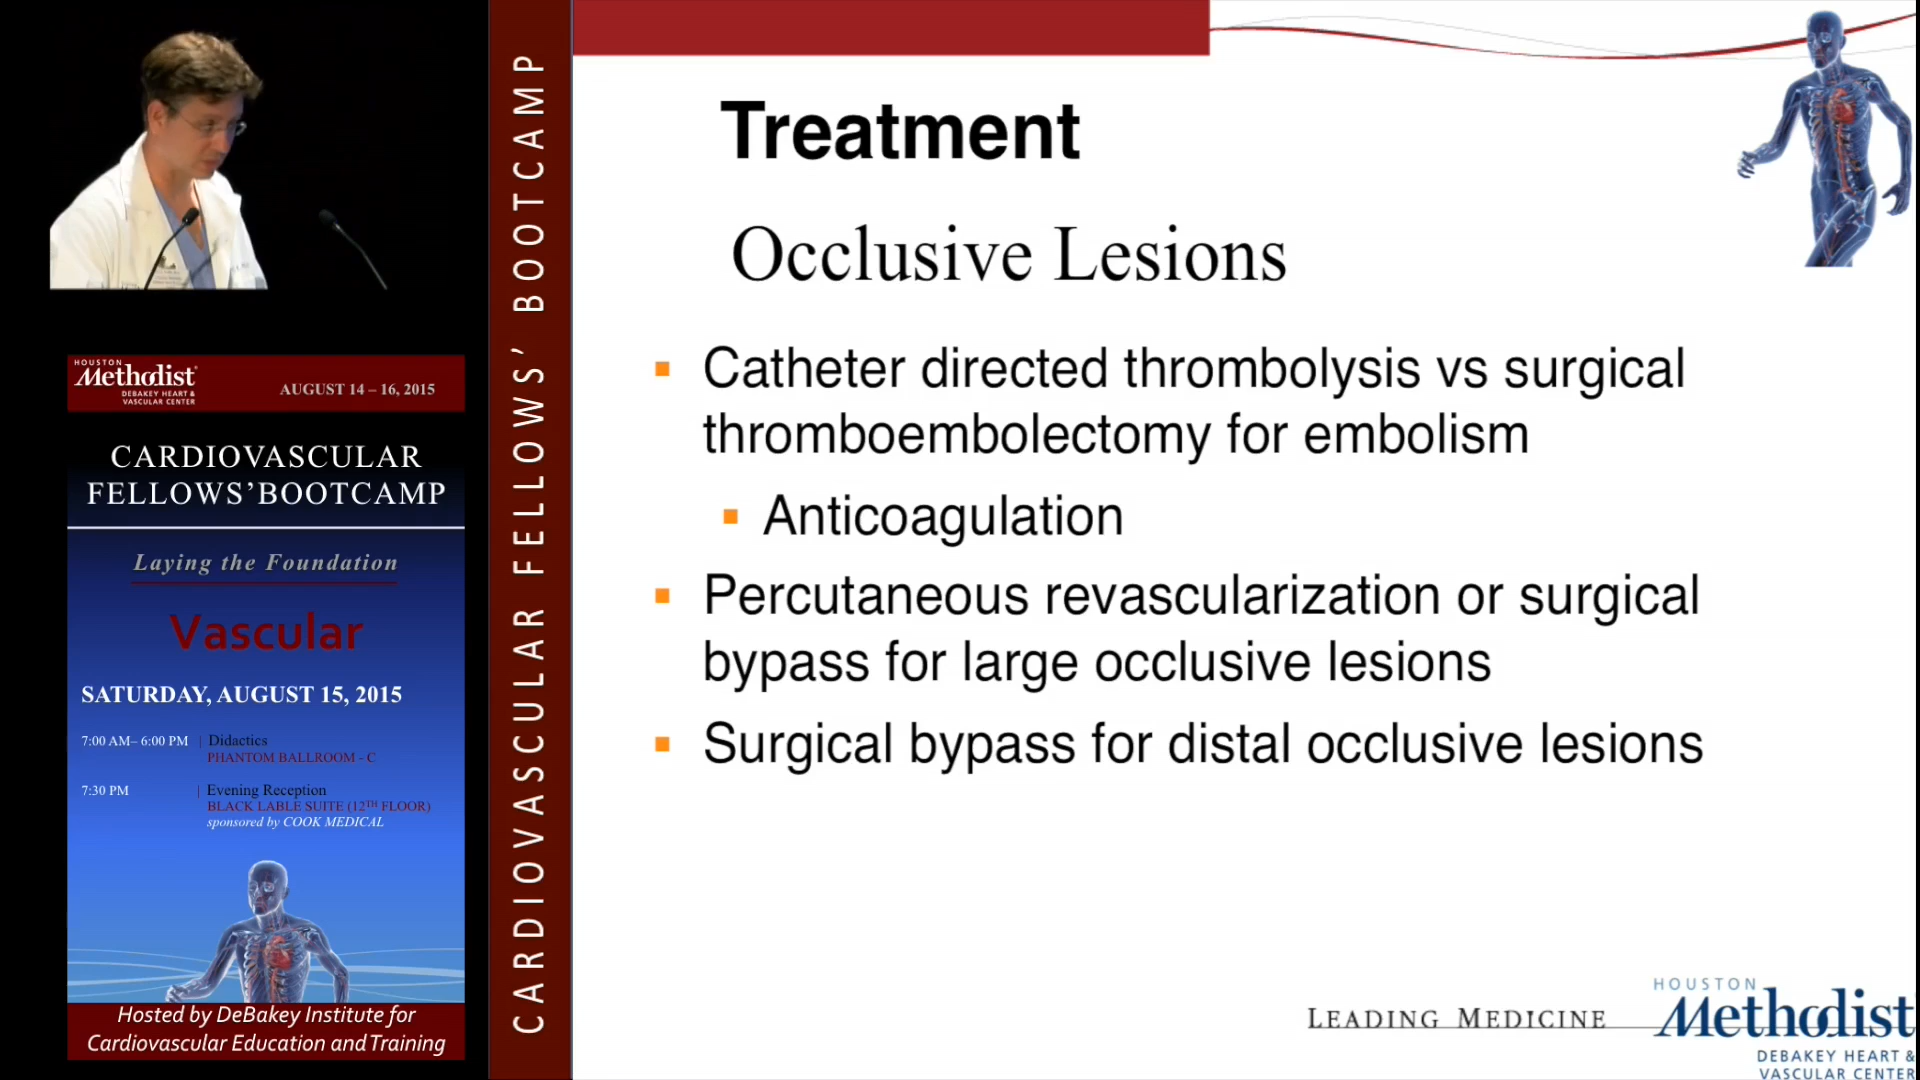 HOUSTON
Methodist
DEBAKEY HEART &
VASCULAR CENTER
AUGUST 14 – 16, 2015
CARDIOVASCULAR
FELLOWS'BOOTCAMP
Laying the Foundation
Vascular
SATURDAY, AUGUST 15, 2015
7:00 AM– 6:00 PM | Didactics
PHANTOM BALLROOM - C
7:30 PM | Evening Reception
BLACK LABLE SUITE (12TH FLOOR)
sponsored by COOK MEDICAL
Hosted by DeBakey Institute for
Cardiovascular Education and Training
CARDIOVASCULAR FELLOWS' BOOTCAMP
Treatment
Occlusive Lesions
Catheter directed thrombolysis vs surgical
thromboembolectomy for embolism
Anticoagulation
Percutaneous revascularization or surgical
bypass for large occlusive lesions
Surgical bypass for distal occlusive lesions
LEADING MEDICINE
HOUSTON
Methodist
DEBAKEY HEART &
VASCULAR CENTER